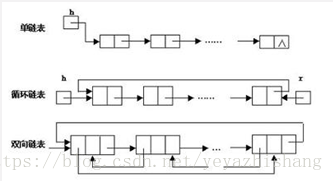 h
单链表
……
∧
h
r
循环链表
……
双向链表
……
https://blog.csdn.net/yeyazhishang